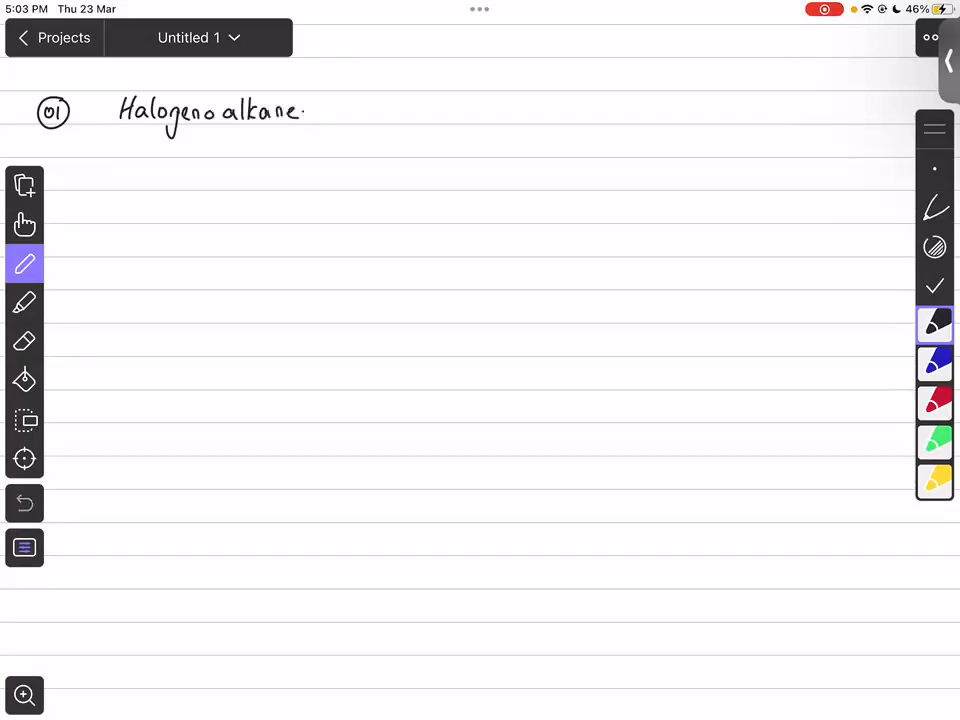 5:03 PM Thu 23 Mar
46%
Projects
Untitled 1
01 Halogeno alkane.